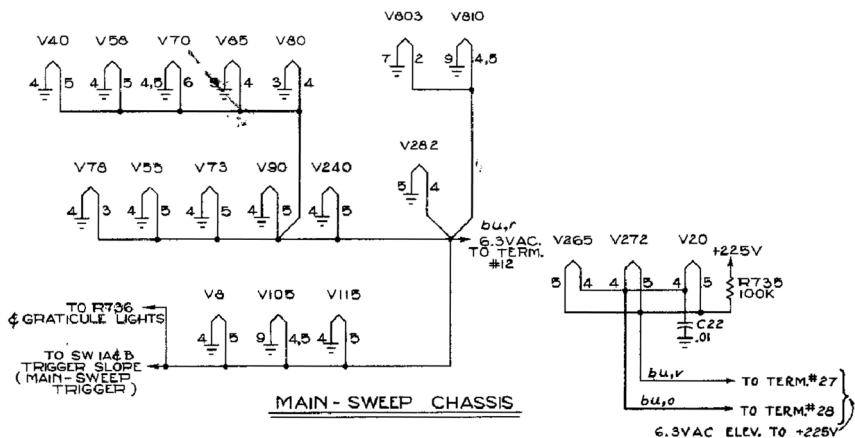 V803 V810
V40 V58 V70 V85 V80
7 2 9 4,5
4 5 4 5 4,5 6 4 3 4
V282
V78 V55 V73 V90 V240
5 4
4 3 4 5 4 5 4 5 4 5
bu,r
6.3VAC.
TO TERM.
#12
V265 V272 V20 +225V
5 4 4 5 4 5
R735
100K
TO R736
& GRATICULE LIGHTS
V8 V105 V115
4 5 9 4,5 4 5
C22
.01
TO SW 1A&B
TRIGGER SLOPE
(MAIN-SWEEP
TRIGGER)
bu,v TO TERM.#27
bu,o TO TERM.#28
MAIN-SWEEP CHASSIS
6.3VAC ELEV. TO +225V